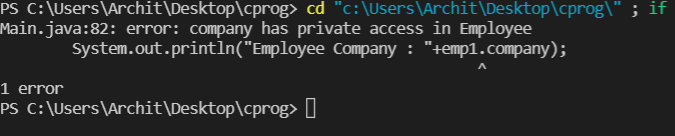 PS C:\Users\Archit\Desktop\cprog> cd "c:\Users\Archit\Desktop\cprog\" ; if
Main.java:82: error: company has private access in Employee
        System.out.println("Employee Company : "+emp1.company);
                                                     ^
1 error
PS C:\Users\Archit\Desktop\cprog>